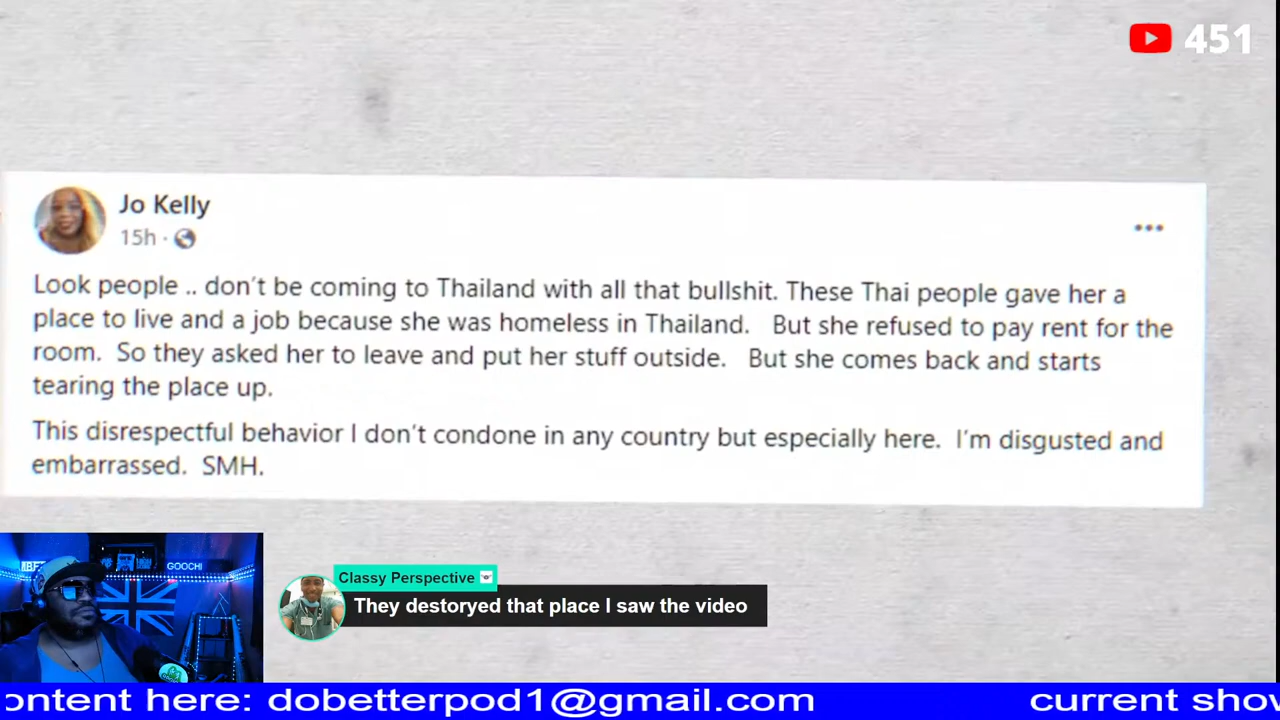 451
Jo Kelly
15h ·
Look people .. don't be coming to Thailand with all that bullshit. These Thai people gave her a
place to live and a job because she was homeless in Thailand. But she refused to pay rent for the
room. So they asked her to leave and put her stuff outside. But she comes back and starts
tearing the place up.
This disrespectful behavior I don't condone in any country but especially here. I'm disgusted and
embarrassed. SMH.
GOOCHI
Classy Perspective
They destoryed that place I saw the video
ontent here: dobetterpod1@gmail.com current show